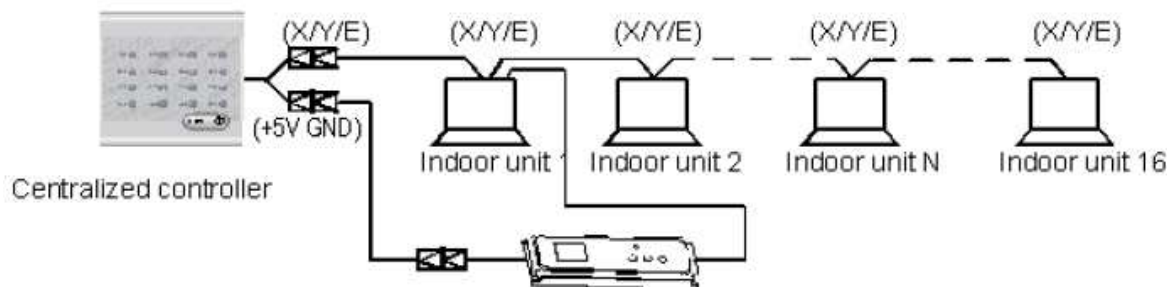 (X/Y/E) (X/Y/E) (X/Y/E) (X/Y/E) (X/Y/E)
(+5V GND)
Indoor unit 1 Indoor unit 2 Indoor unit N Indoor unit 16
Centralized controller